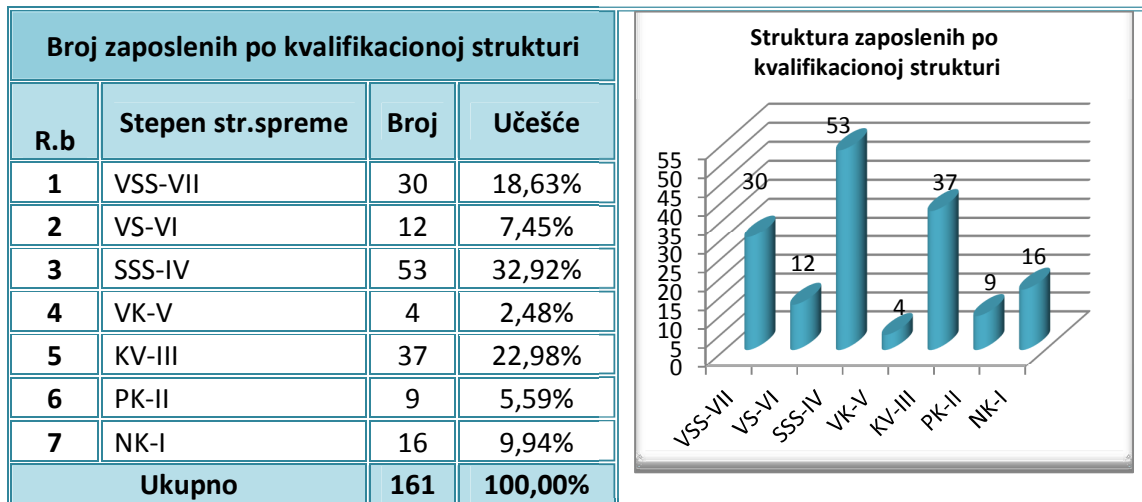 Broj zaposlenih po kvalifikacionoj strukturi
R.b Stepen str.spreme Broj Učešće
1 VSS-VII 30 18,63%
2 VS-VI 12 7,45%
3 SSS-IV 53 32,92%
4 VK-V 4 2,48%
5 KV-III 37 22,98%
6 PK-II 9 5,59%
7 NK-I 16 9,94%
Ukupno 161 100,00%
Struktura zaposlenih po
kvalifikacionoj strukturi
55
50
45
40
35
30
25
20
15
10
5
0
30
12
53
4
37
9
16
VSS-VII
VS-VI
SSS-IV
VK-V
KV-III
PK-II
NK-I